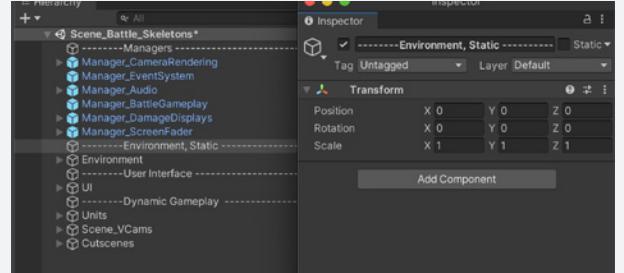 Hierarchy
Inspector
+
All
Inspector
Scene_Battle_Skeletons*
--------Managers --------------------
Manager_CameraRendering
Manager_EventSystem
Manager_Audio
Manager_BattleGameplay
Manager_DamageDisplays
Manager_ScreenFader
--------Environment, Static --------------
Environment
--------User Interface --------------------
UI
--------Dynamic Gameplay --------------
Units
Scene_VCams
Cutscenes
--------Environment, Static ----------
Static
Tag Untagged
Layer Default
Transform
Position X 0 Y 0 Z 0
Rotation X 0 Y 0 Z 0
Scale X 1 Y 1 Z 1
Add Component